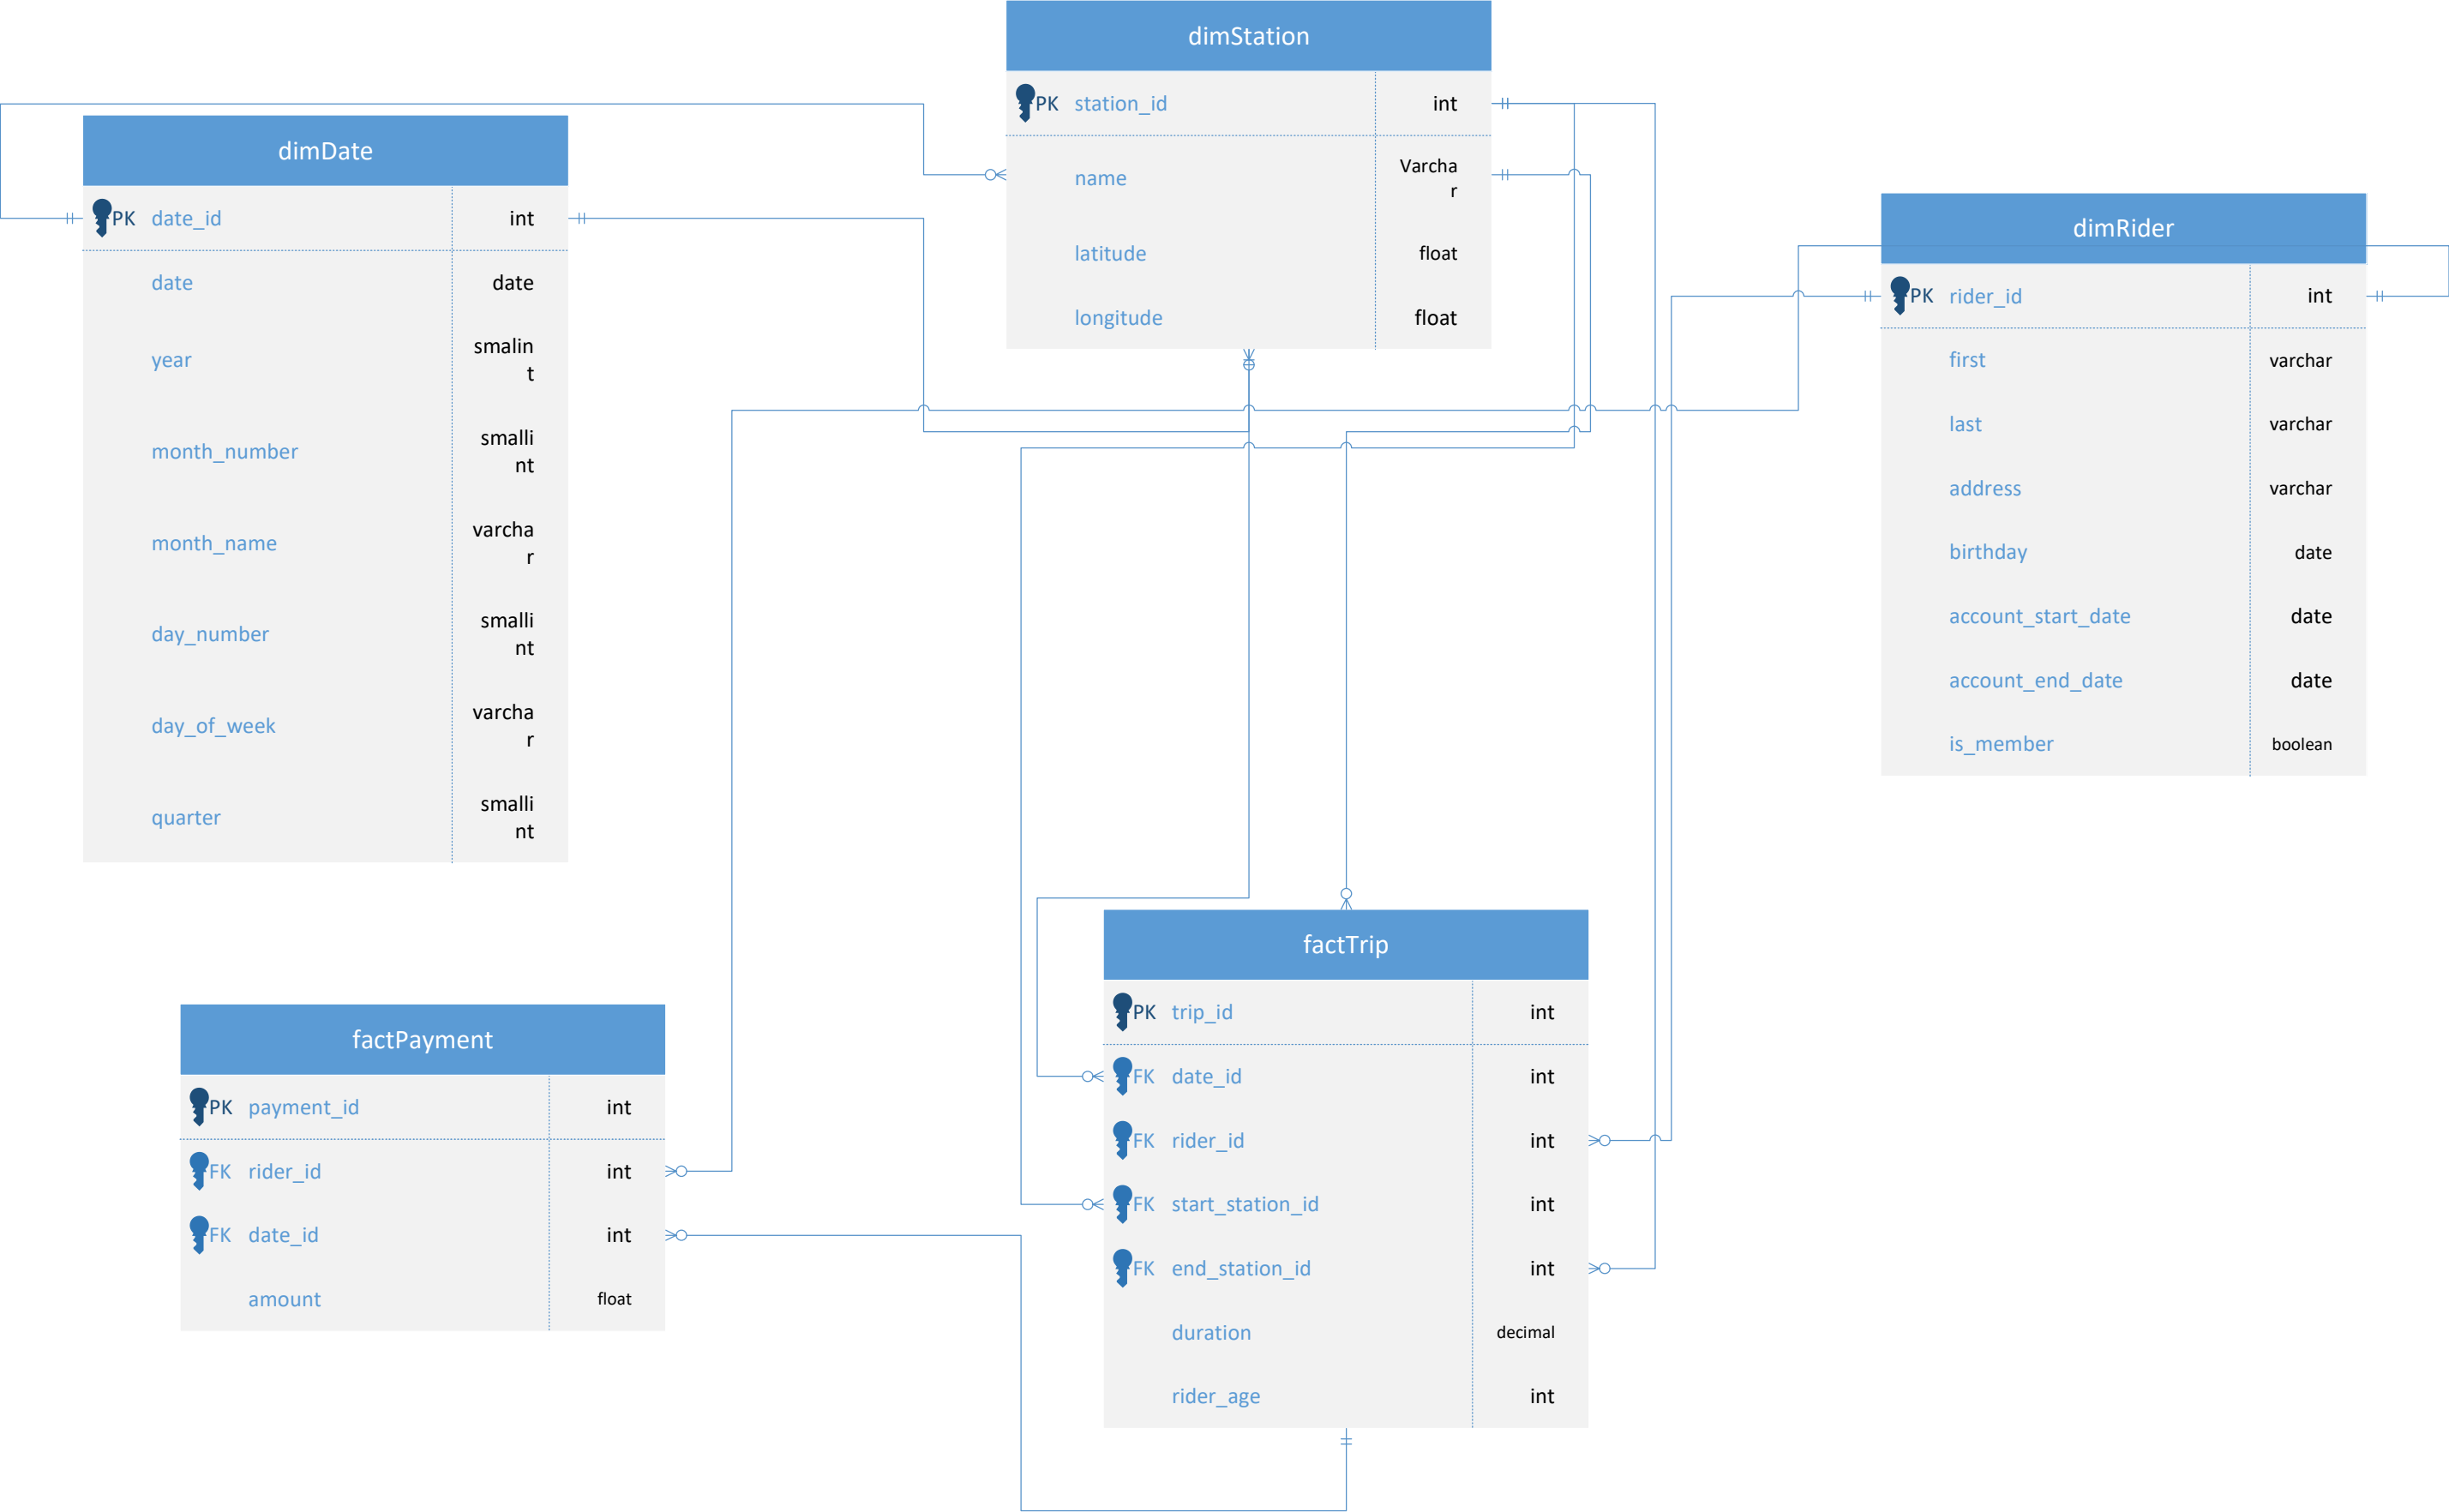 dimStation
PK station_id int
name Varcha
r
latitude float
longitude float
dimDate
PK date_id int
date date
year smalin
t
month_number smalli
nt
month_name varcha
r
day_number smalli
nt
day_of_week varcha
r
quarter smalli
nt
dimRider
PK rider_id int
first varchar
last varchar
address varchar
birthday date
account_start_date date
account_end_date date
is_member boolean
factTrip
PK trip_id int
FK date_id int
FK rider_id int
FK start_station_id int
FK end_station_id int
duration decimal
rider_age int
factPayment
PK payment_id int
FK rider_id int
FK date_id int
amount float